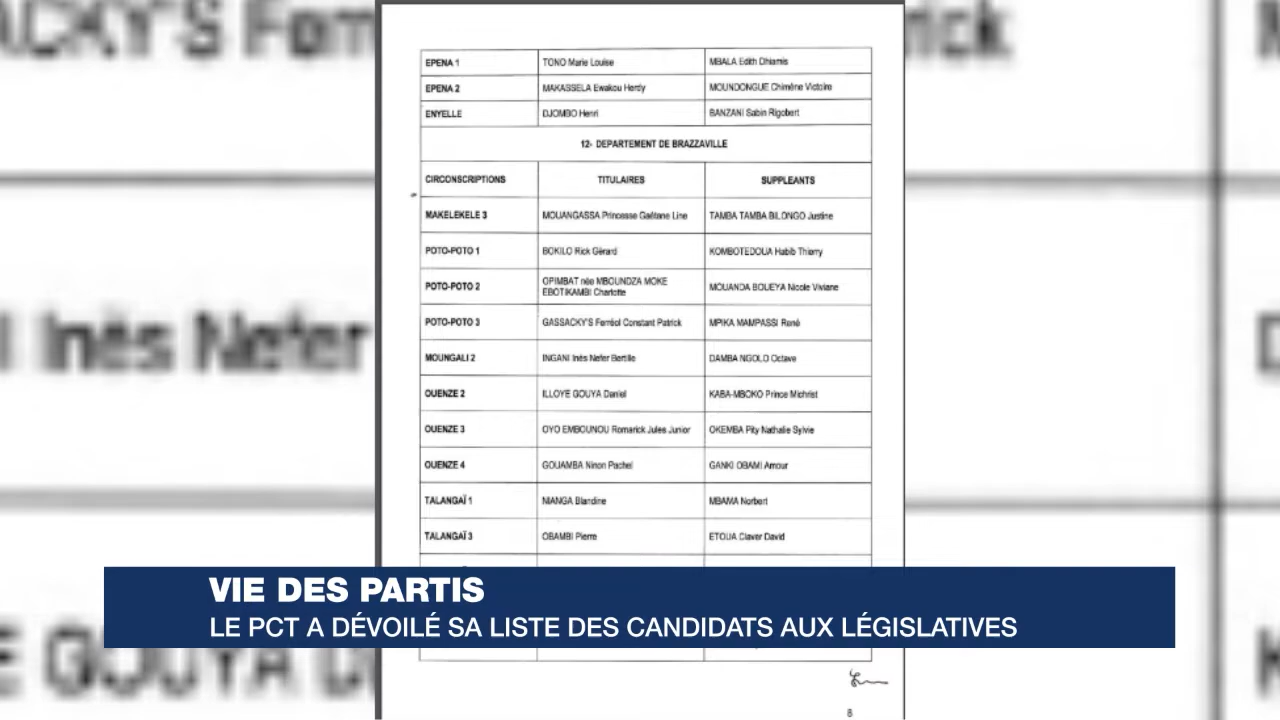 EPENA 1 TONO Marie Louise MBALA Edith Dhiamis
EPENA 2 MAKASSELA Ewakou Herdy MOUNDONGUE Chimène Victoire
ENYELLE DJOMBO Henri BANZANI Sabin Rigobert
12- DEPARTEMENT DE BRAZZAVILLE
CIRCONSCRIPTIONS TITULAIRES SUPPLEANTS
MAKELEKELE 3 MOUANGASSA Princesse Gaëtane Line TAMBA TAMBA BILONGO Justine
POTO-POTO 1 BOKILO Rick Gérard KOMBOTEDOUA Habib Thierry
POTO-POTO 2 OPIMBAT née MBOUNDZA MOKE MOUANDA BOUEYA Nicole Viviane
EBOTIKAMBI Charlotte
POTO-POTO 3 GASSACKY'S Ferréol Constant Patrick MPIKA MAMPASSI René
MOUNGALI 2 INGANI Inès Nefer Bertille DAMBA NGOLO Octave
OUENZE 2 ILLOYE GOUYA Daniel KABA-MBOKO Prince Michrist
OUENZE 3 OYO EMBOUNOU Romarick Jules Junior OKEMBA Pity Nathalie Sylvie
OUENZE 4 GOUAMBA Ninon Pachel GANKI OBAMI Amour
TALANGAÏ 1 NIANGA Blandine MBAMA Norbert
TALANGAÏ 3 OBAMBI Pierre ETOUA Claver David
VIE DES PARTIS
LE PCT A DÉVOILÉ SA LISTE DES CANDIDATS AUX LÉGISLATIVES
8